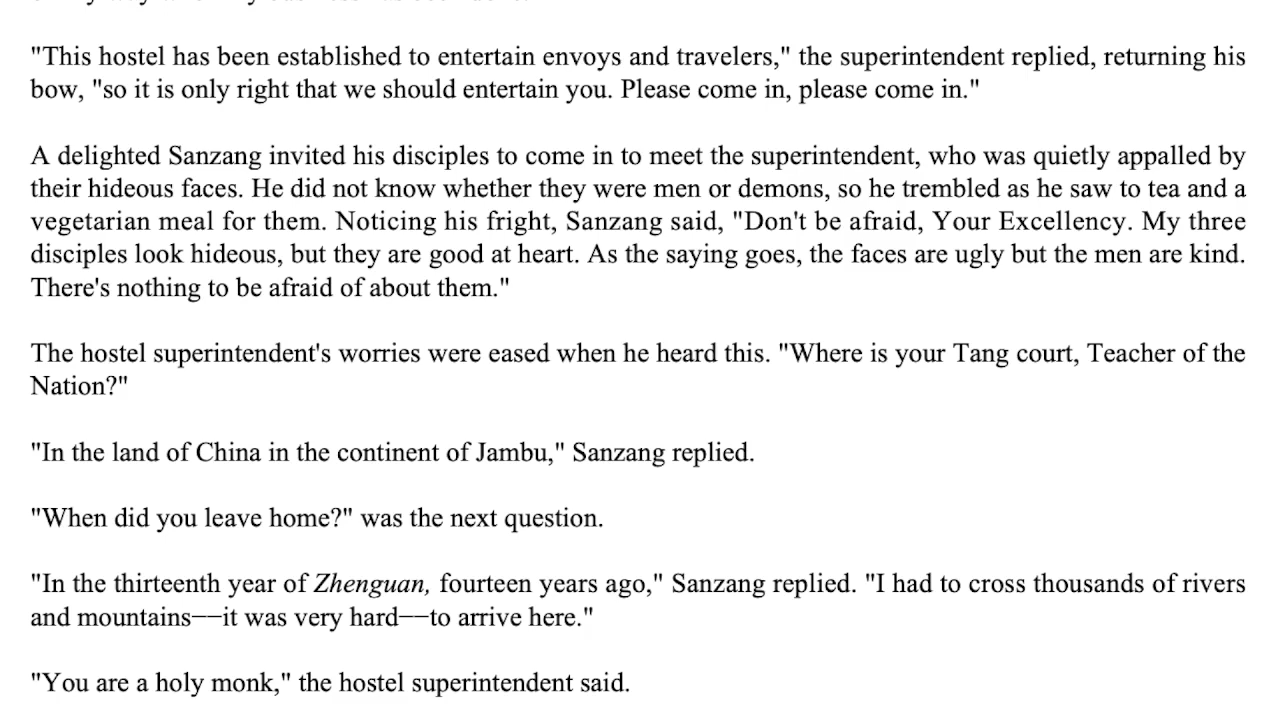 "This hostel has been established to entertain envoys and travelers," the superintendent replied, returning his
bow, "so it is only right that we should entertain you. Please come in, please come in."
A delighted Sanzang invited his disciples to come in to meet the superintendent, who was quietly appalled by
their hideous faces. He did not know whether they were men or demons, so he trembled as he saw to tea and a
vegetarian meal for them. Noticing his fright, Sanzang said, "Don't be afraid, Your Excellency. My three
disciples look hideous, but they are good at heart. As the saying goes, the faces are ugly but the men are kind.
There's nothing to be afraid of about them."
The hostel superintendent's worries were eased when he heard this. "Where is your Tang court, Teacher of the
Nation?"
"In the land of China in the continent of Jambu," Sanzang replied.
"When did you leave home?" was the next question.
"In the thirteenth year of Zhenguan, fourteen years ago," Sanzang replied. "I had to cross thousands of rivers
and mountains−−it was very hard−−to arrive here."
"You are a holy monk," the hostel superintendent said.